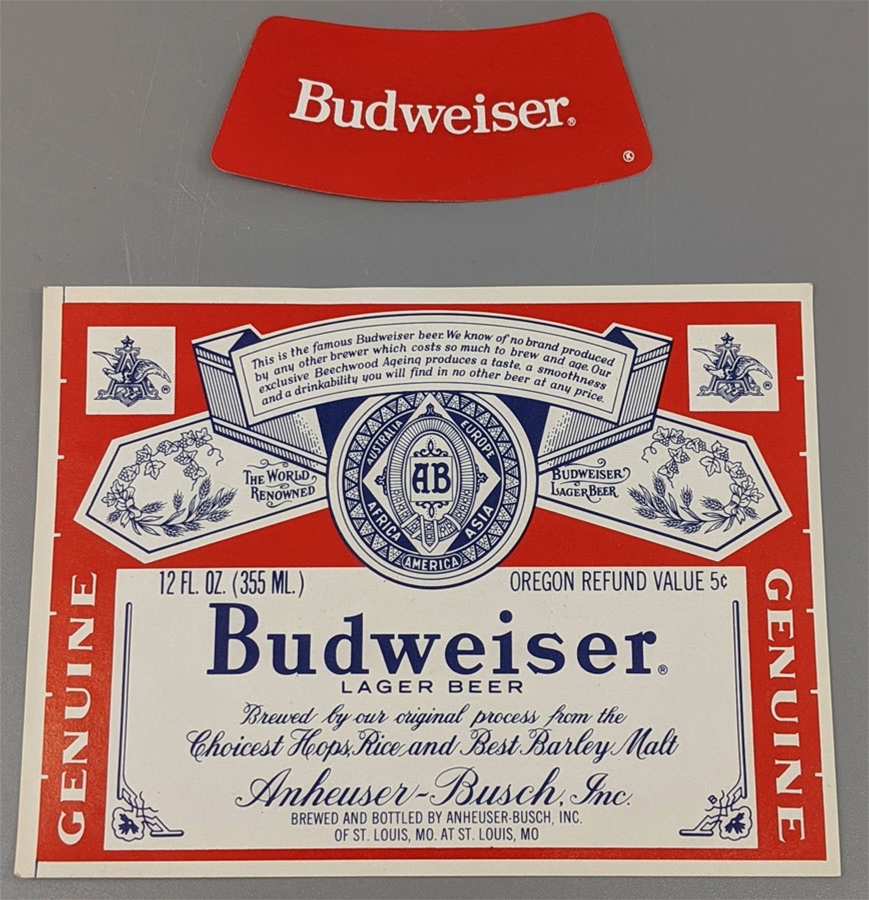 Budweiser®
®
This is the famous Budweiser beer. We know of no brand produced
by any other brewer which costs so much to brew and age. Our
exclusive Beechwood Ageing produces a taste, a smoothness
and a drinkability you will find in no other beer at any price.
A
®
A
®
THE WORLD
RENOWNED
BUDWEISER
LAGER BEER
AUSTRALIA
EUROPE
AB
AFRICA
ASIA
AMERICA
12 FL. OZ. (355 ML.)
OREGON REFUND VALUE 5¢
GENUINE
GENUINE
Budweiser®
LAGER BEER
Brewed by our original process from the
Choicest Hops, Rice and Best Barley Malt
Anheuser-Busch, Inc.
BREWED AND BOTTLED BY ANHEUSER-BUSCH, INC.
OF ST. LOUIS, MO. AT ST. LOUIS, MO
B